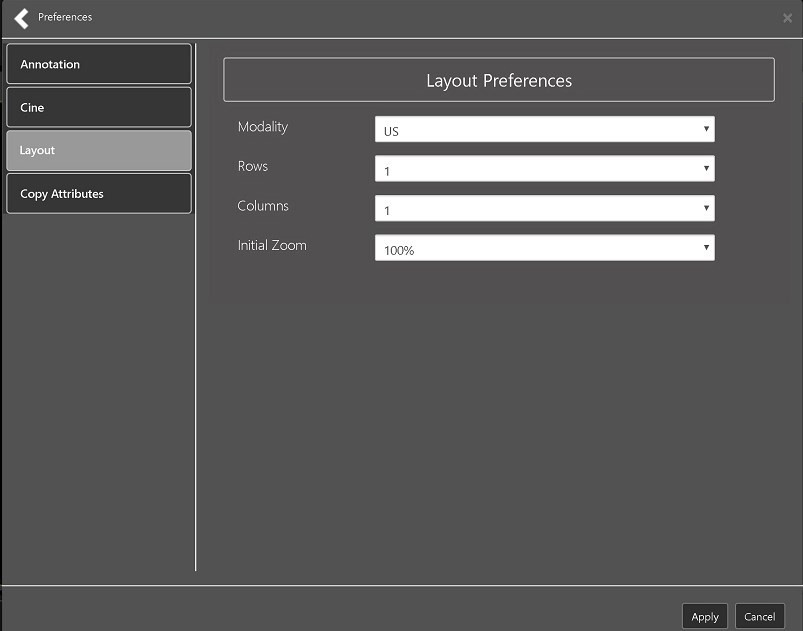 Preferences
Annotation
Cine
Layout
Copy Attributes
Layout Preferences
Modality US
Rows 1
Columns 1
Initial Zoom 100%
Apply Cancel